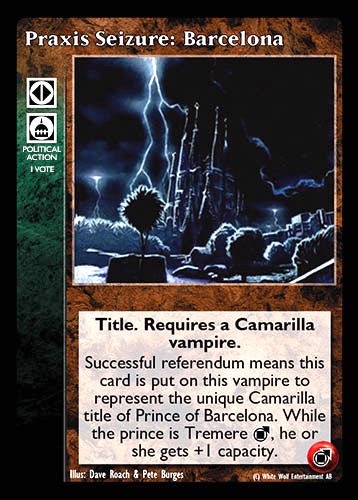 Praxis Seizure: Barcelona
POLITICAL
ACTION
1 VOTE
Title. Requires a Camarilla
vampire.
Successful referendum means this
card is put on this vampire to
represent the unique Camarilla
title of Prince of Barcelona. While
the prince is Tremere , he or
she gets +1 capacity.
Illus: Dave Roach & Pete Burges
(C) White Wolf Entertainment AB